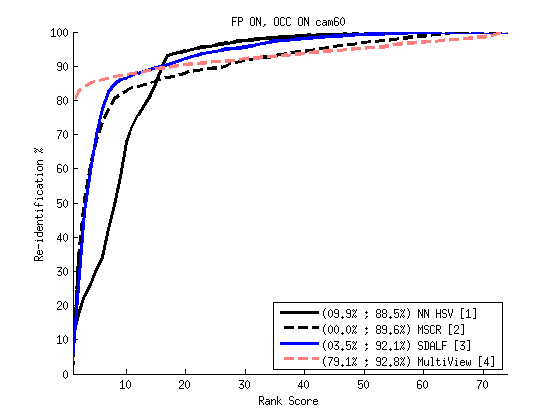 FP ON, OCC ON cam60
100
90
80
70
60
50
40
30
20
10
0
Re-identification %
10 20 30 40 50 60 70
Rank Score
(09.9% ; 88.5%) NN HSV [1]
(00.0% ; 89.6%) MSCR [2]
(03.5% ; 92.1%) SDALF [3]
(79.1% ; 92.8%) MultiView [4]